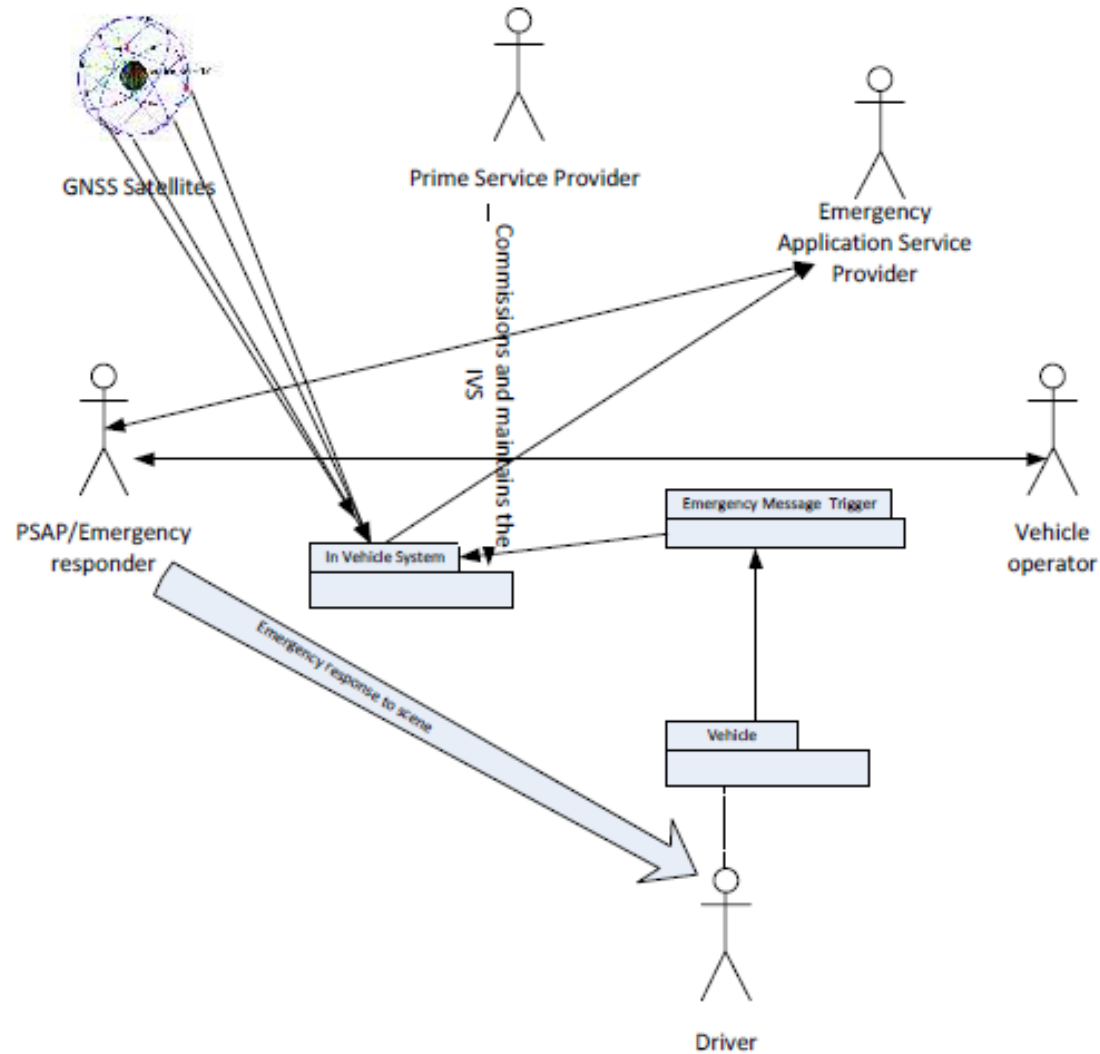 GNSS Satellites
Prime Service Provider
Emergency
Application Service
Provider
Commissions and maintains the
IVS
PSAP/Emergency
responder
In Vehicle System
Emergency Message Trigger
Vehicle
operator
Emergency response to scene
Vehicle
Driver